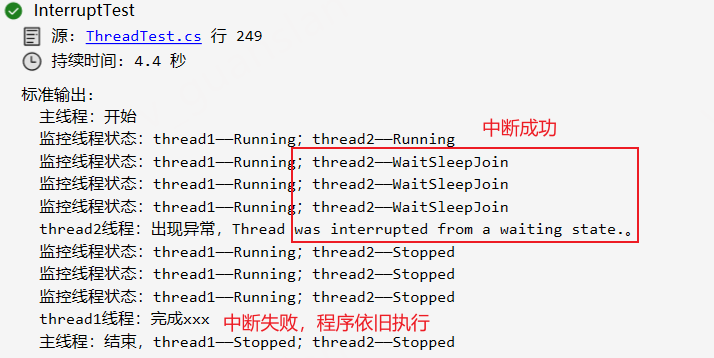 InterruptTest
源: ThreadTest.cs 行 249
持续时间: 4.4 秒
标准输出:
主线程: 开始
中断成功
监控线程状态: thread1——Running; thread2——Running
监控线程状态: thread1——Running; thread2——WaitSleepJoin
监控线程状态: thread1——Running; thread2——WaitSleepJoin
监控线程状态: thread1——Running; thread2——WaitSleepJoin
thread2线程: 出现异常, Thread was interrupted from a waiting state.。
监控线程状态: thread1——Running; thread2——Stopped
监控线程状态: thread1——Running; thread2——Stopped
监控线程状态: thread1——Running; thread2——Stopped
thread1线程: 完成xxx 中断失败，程序依旧执行
主线程: 结束, thread1——Stopped; thread2——Stopped